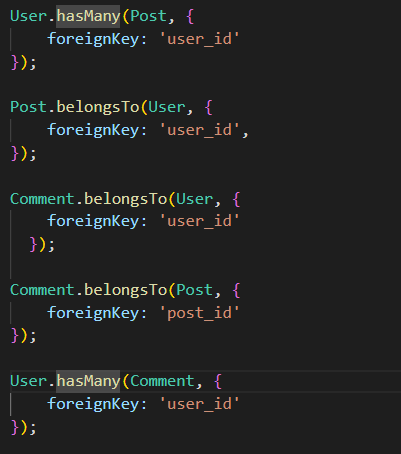 User.hasMany(Post, {
    foreignKey: 'user_id'
});

Post.belongsTo(User, {
    foreignKey: 'user_id',
});

Comment.belongsTo(User, {
    foreignKey: 'user_id'
  });

Comment.belongsTo(Post, {
    foreignKey: 'post_id'
});

User.hasMany(Comment, {
    foreignKey: 'user_id'
});